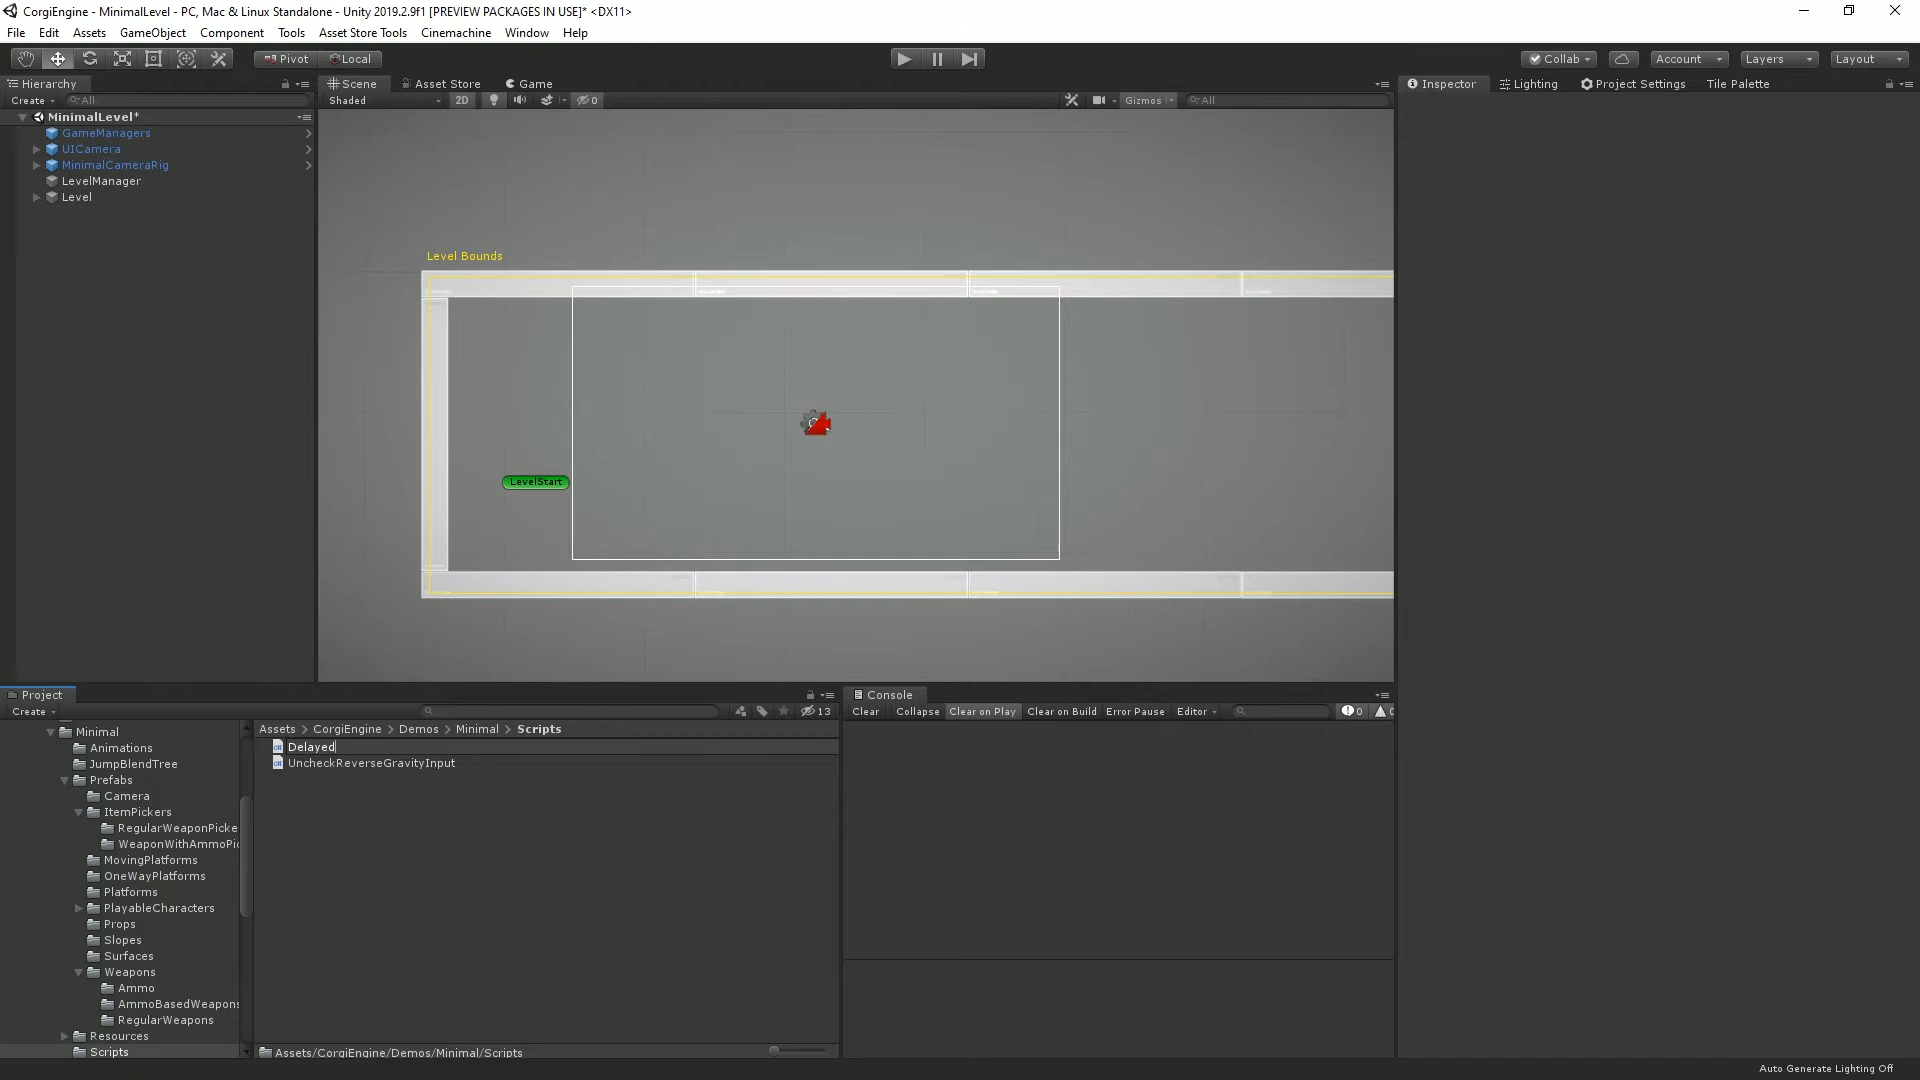 CorgiEngine - MinimalLevel - PC, Mac & Linux Standalone - Unity 2019.2.9f1 [PREVIEW PACKAGES IN USE]* <DX11>
File Edit Assets GameObject Component Tools Asset Store Tools Cinemachine Window Help
Pivot Local Collab Account Layers Layout
Hierarchy Scene Asset Store Game Inspector Lighting Project Settings Tile Palette
Create All Shaded 2D 0 Gizmos All
MinimalLevel*
GameManagers
UICamera
MinimalCameraRig
LevelManager
Level
Level Bounds
LevelStart
Project Console
Create 13 Clear Collapse Clear on Play Clear on Build Error Pause Editor 0 0
Minimal Assets > CorgiEngine > Demos > Minimal > Scripts
Animations Delayed
JumpBlendTree UncheckReverseGravityInput
Prefabs
Camera
ItemPickers
RegularWeaponPicke
WeaponWithAmmoPi
MovingPlatforms
OneWayPlatforms
Platforms
PlayableCharacters
Props
Slopes
Surfaces
Weapons
Ammo
AmmoBasedWeapons
RegularWeapons
Resources
Scripts Assets/CorgiEngine/Demos/Minimal/Scripts
Auto Generate Lighting Off